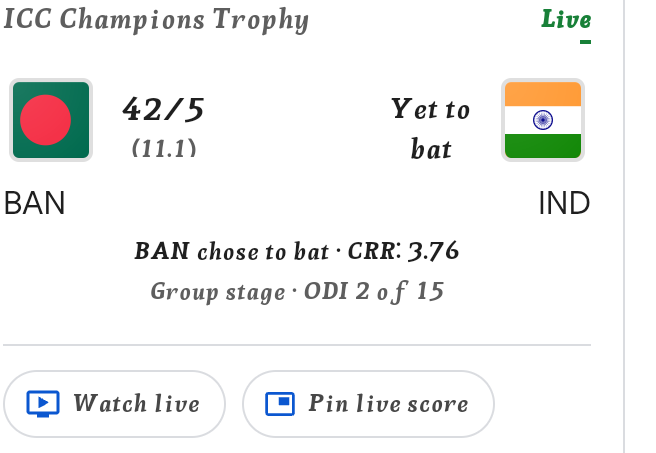 ICC Champions Trophy
Live
42/5
(11.1)
Yet to
bat
BAN
IND
BAN chose to bat · CRR: 3.76
Group stage · ODI 2 of 15
Watch live
Pin live score